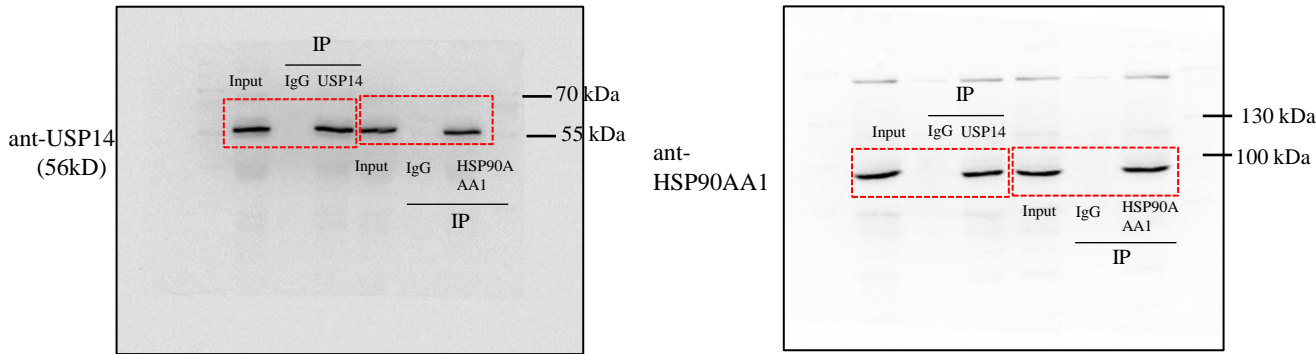 IP
Input IgG USP14
70 kDa
55 kDa
ant-USP14
(56kD)
Input IgG HSP90A
AA1
IP
IP
Input IgG USP14
130 kDa
100 kDa
ant-
HSP90AA1
Input IgG HSP90A
AA1
IP